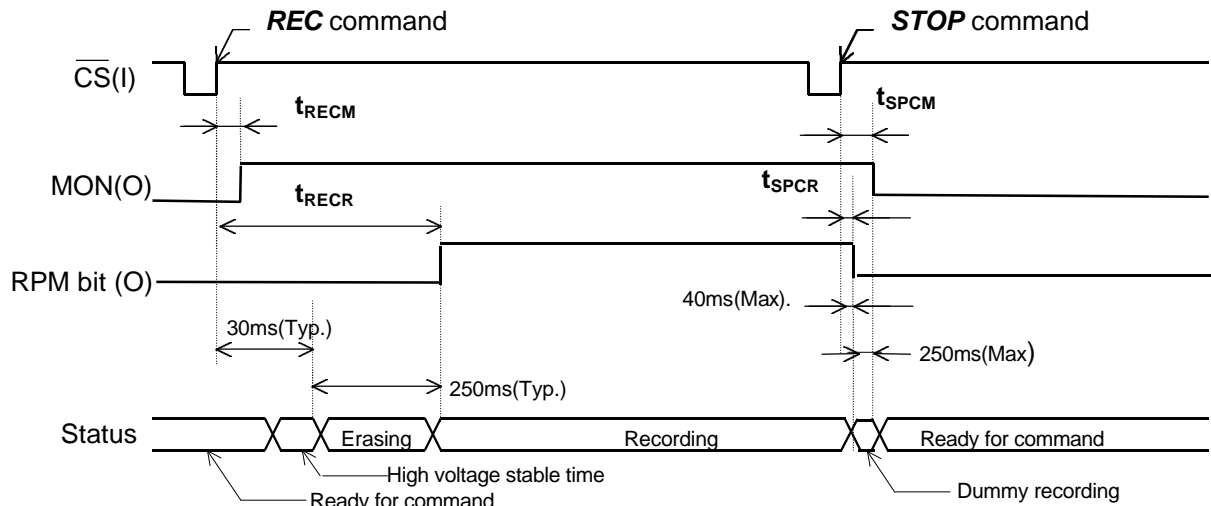 REC command
STOP command
CS(I)
tRECM
tSPCM
MON(O)
tSPCR
tRECR
RPM bit (O)
40ms(Max).
30ms(Typ.)
250ms(Max)
250ms(Typ.)
Status
Erasing
Recording
Ready for command
High voltage stable time
Ready for command
Dummy recording